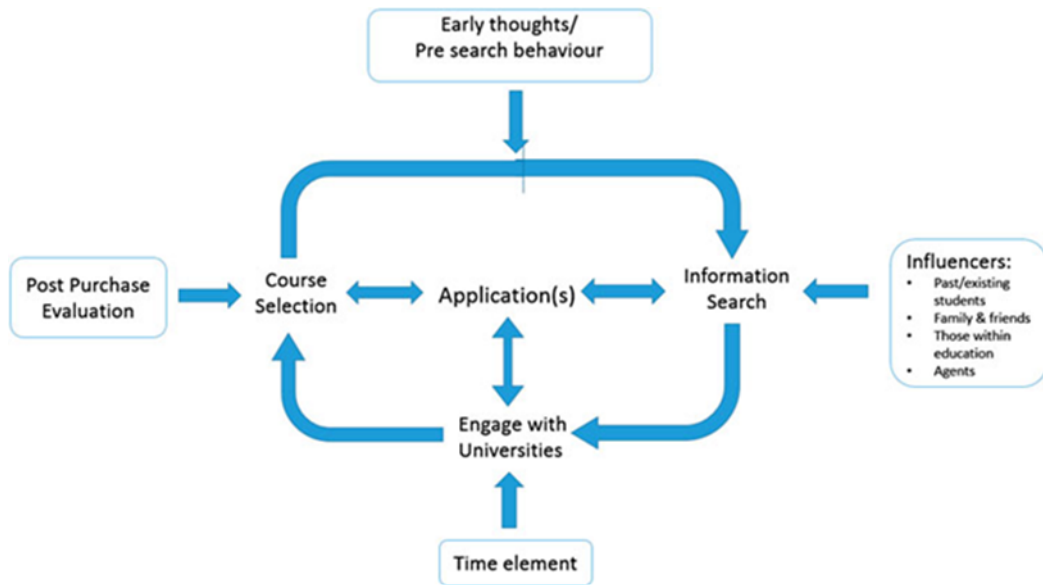 Early thoughts/
Pre search behaviour
Post Purchase
Evaluation
Course
Selection
Application(s)
Information
Search
Influencers:
• Past/existing
students
• Family & friends
• Those within
education
• Agents
Engage with
Universities
Time element